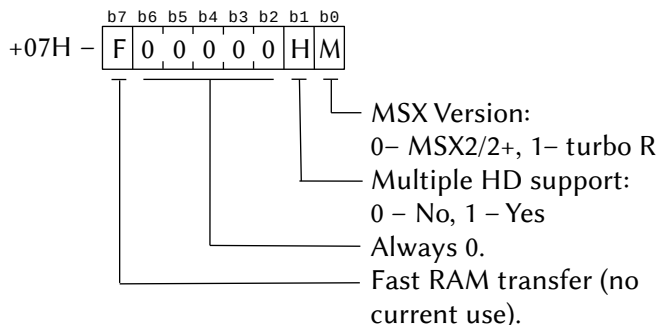 b7 b6 b5 b4 b3 b2 b1 b0
+07H – F 0 0 0 0 0 H M
MSX Version:
0– MSX2/2+, 1– turbo R
Multiple HD support:
0 – No, 1 – Yes
Always 0.
Fast RAM transfer (no
current use).